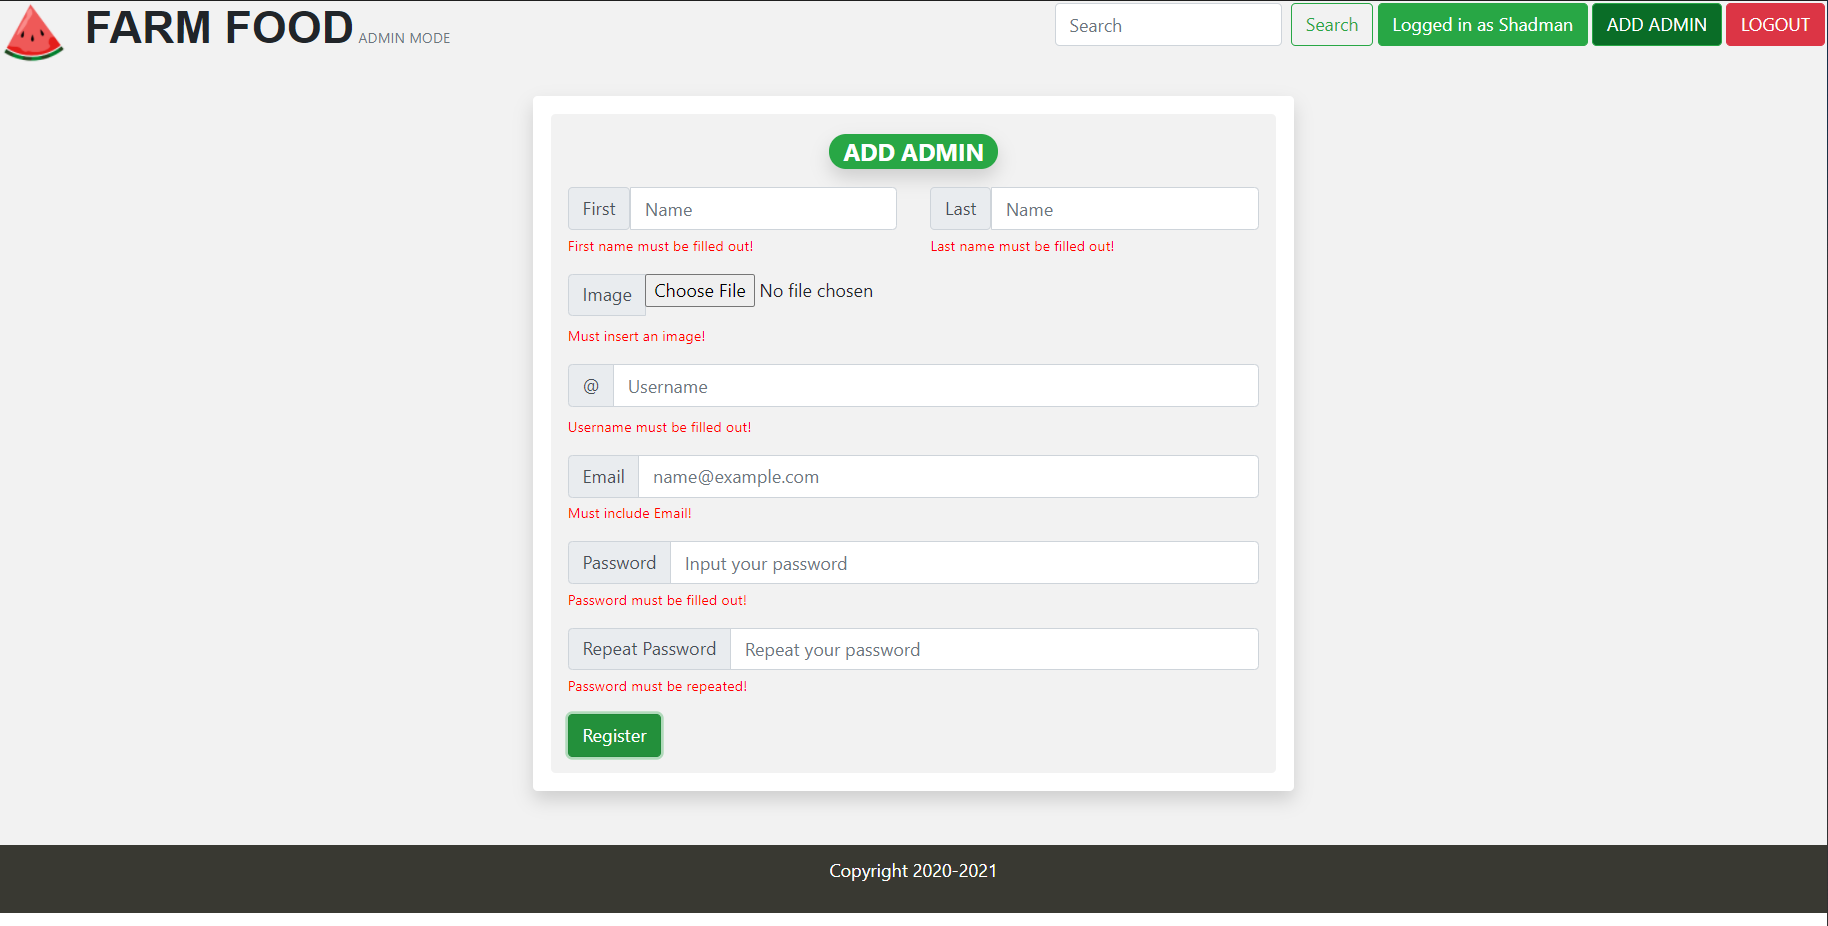 FARM FOOD ADMIN MODE
Search Search Logged in as Shadman ADD ADMIN LOGOUT
ADD ADMIN
First Name Last Name
First name must be filled out! Last name must be filled out!
Image Choose File No file chosen
Must insert an image!
@ Username
Username must be filled out!
Email name@example.com
Must include Email!
Password Input your password
Password must be filled out!
Repeat Password Repeat your password
Password must be repeated!
Register
Copyright 2020-2021